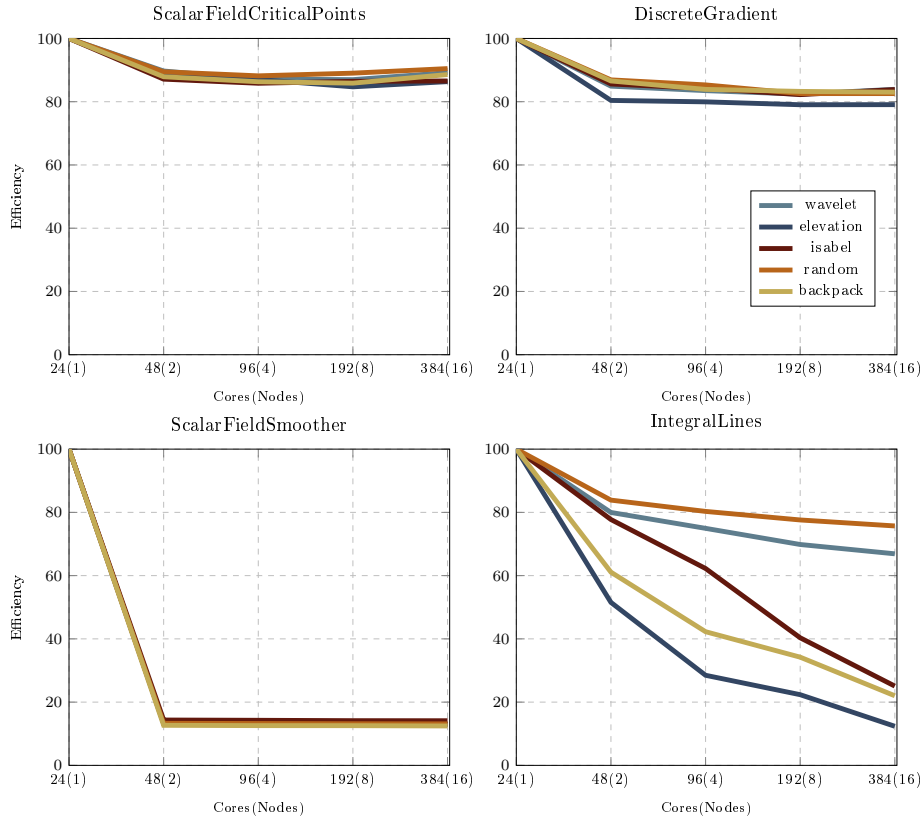 ScalarFieldCriticalPoints
100
80
60
40
20
0
Efficiency
24(1)
48(2)
96(4)
192(8)
384(16)
Cores(Nodes)
DiscreteGradient
100
80
60
40
20
0
wavelet
elevation
isabel
random
backpack
24(1)
48(2)
96(4)
192(8)
384(16)
Cores(Nodes)
ScalarFieldSmoother
100
80
60
40
20
0
Efficiency
24(1)
48(2)
96(4)
192(8)
384(16)
Cores(Nodes)
IntegralLines
100
80
60
40
20
0
24(1)
48(2)
96(4)
192(8)
384(16)
Cores(Nodes)